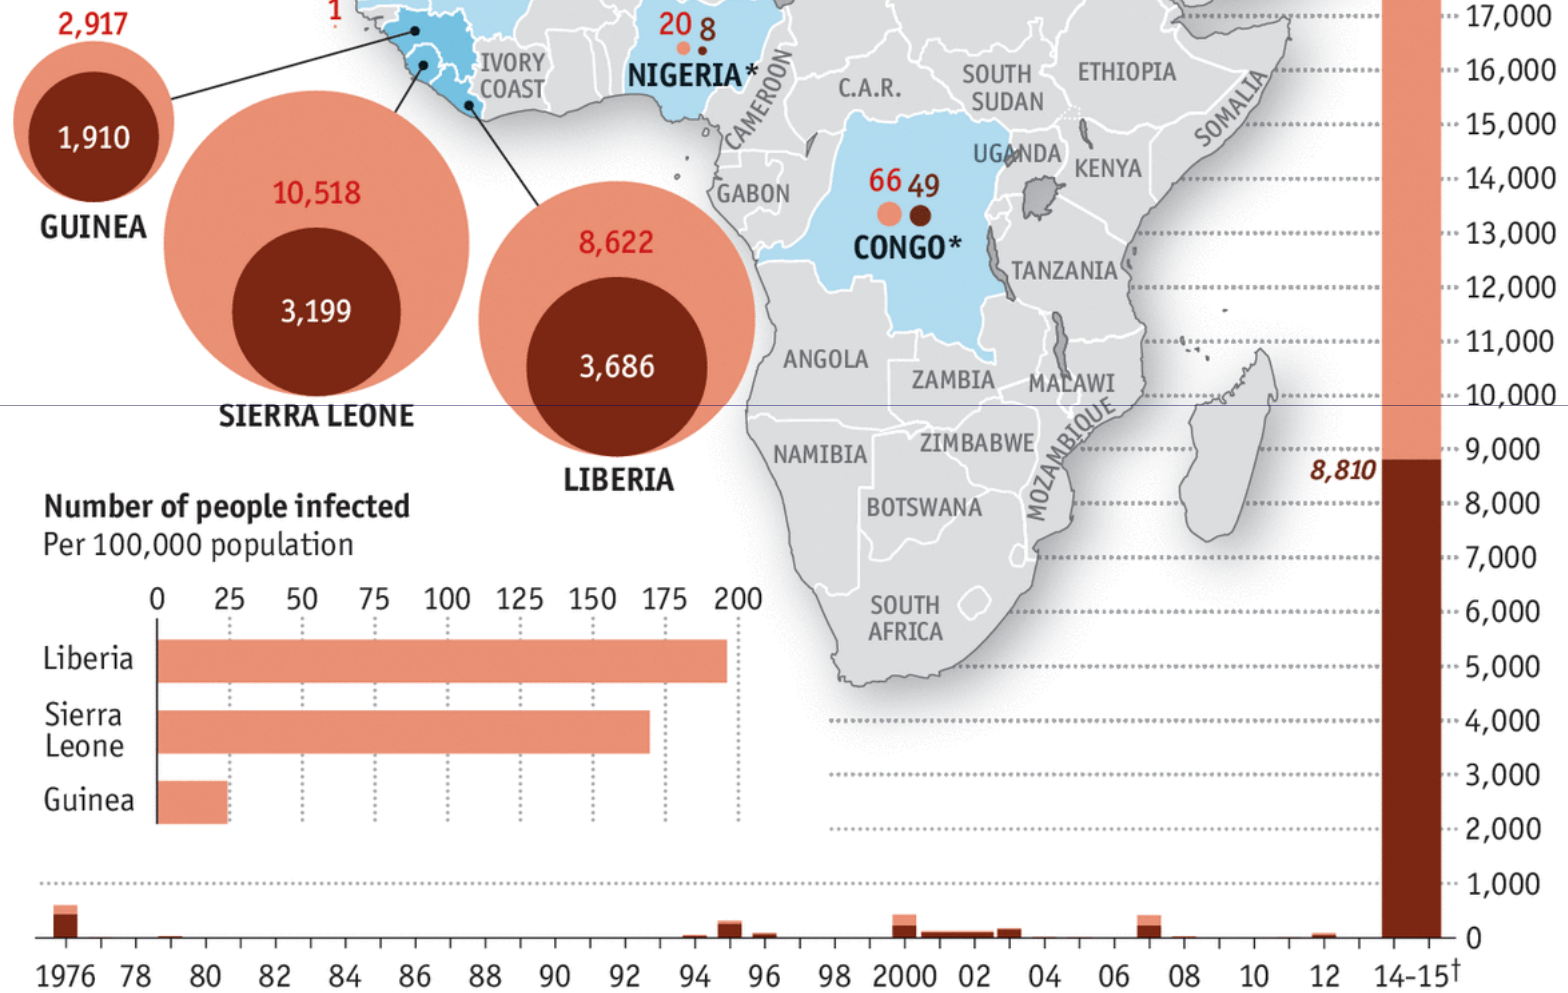 1
2,917
1,910
GUINEA
10,518
3,199
SIERRA LEONE
8,622
3,686
LIBERIA
20 8
NIGERIA*
IVORY
COAST
CAMEROON
C.A.R.
SOUTH
SUDAN
ETHIOPIA
SOMALIA
UGANDA
KENYA
GABON
66 49
CONGO*
TANZANIA
ANGOLA
ZAMBIA
MALAWI
MOZAMBIQUE
NAMIBIA
ZIMBABWE
BOTSWANA
SOUTH
AFRICA
17,000
16,000
15,000
14,000
13,000
12,000
11,000
10,000
9,000
8,810
8,000
7,000
6,000
5,000
4,000
3,000
2,000
1,000
0
Number of people infected
Per 100,000 population
0 25 50 75 100 125 150 175 200
Liberia
Sierra
Leone
Guinea
1976 78 80 82 84 86 88 90 92 94 96 98 2000 02 04 06 08 10 12 14-15†